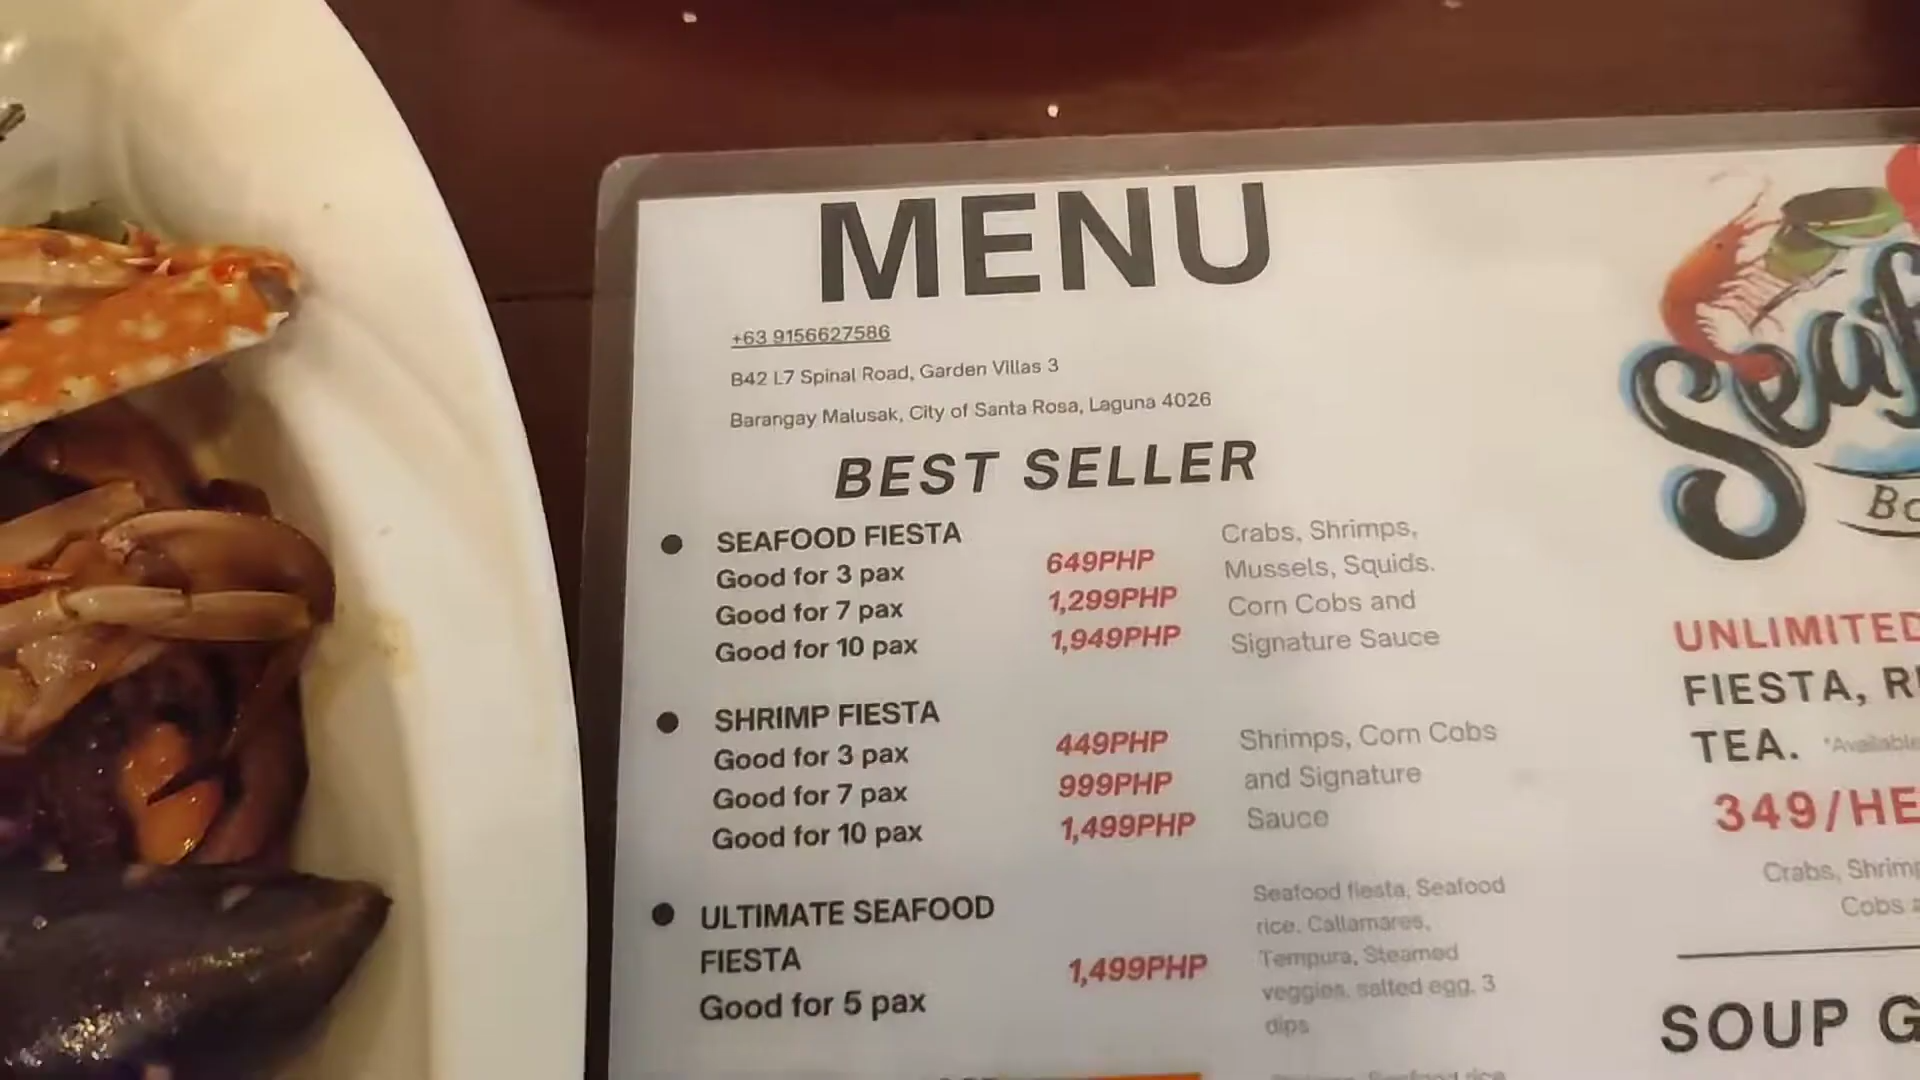 MENU
+63 9156627586
B42 L7 Spinal Road, Garden Villas 3
Barangay Malusak, City of Santa Rosa, Laguna 4026
BEST SELLER
SEAFOOD FIESTA
Good for 3 pax 649PHP
Good for 7 pax 1,299PHP
Good for 10 pax 1,949PHP
Crabs, Shrimps,
Mussels, Squids.
Corn Cobs and
Signature Sauce
SHRIMP FIESTA
Good for 3 pax 449PHP
Good for 7 pax 999PHP
Good for 10 pax 1,499PHP
Shrimps, Corn Cobs
and Signature
Sauce
ULTIMATE SEAFOOD
FIESTA
Good for 5 pax 1,499PHP
Seafood fiesta, Seafood
rice, Callamares,
Tempura, Steamed
veggies, salted egg, 3
dips
Seaf
UNLIMITED
FIESTA, RI
TEA. *Available
349/HE
Crabs, Shrimp
Cobs
SOUP G